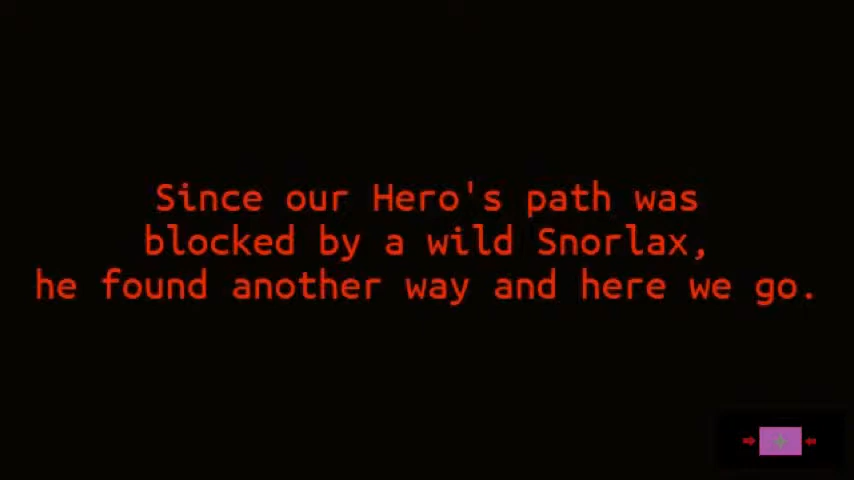 Since our Hero's path was
blocked by a wild Snorlax,
he found another way and here we go.